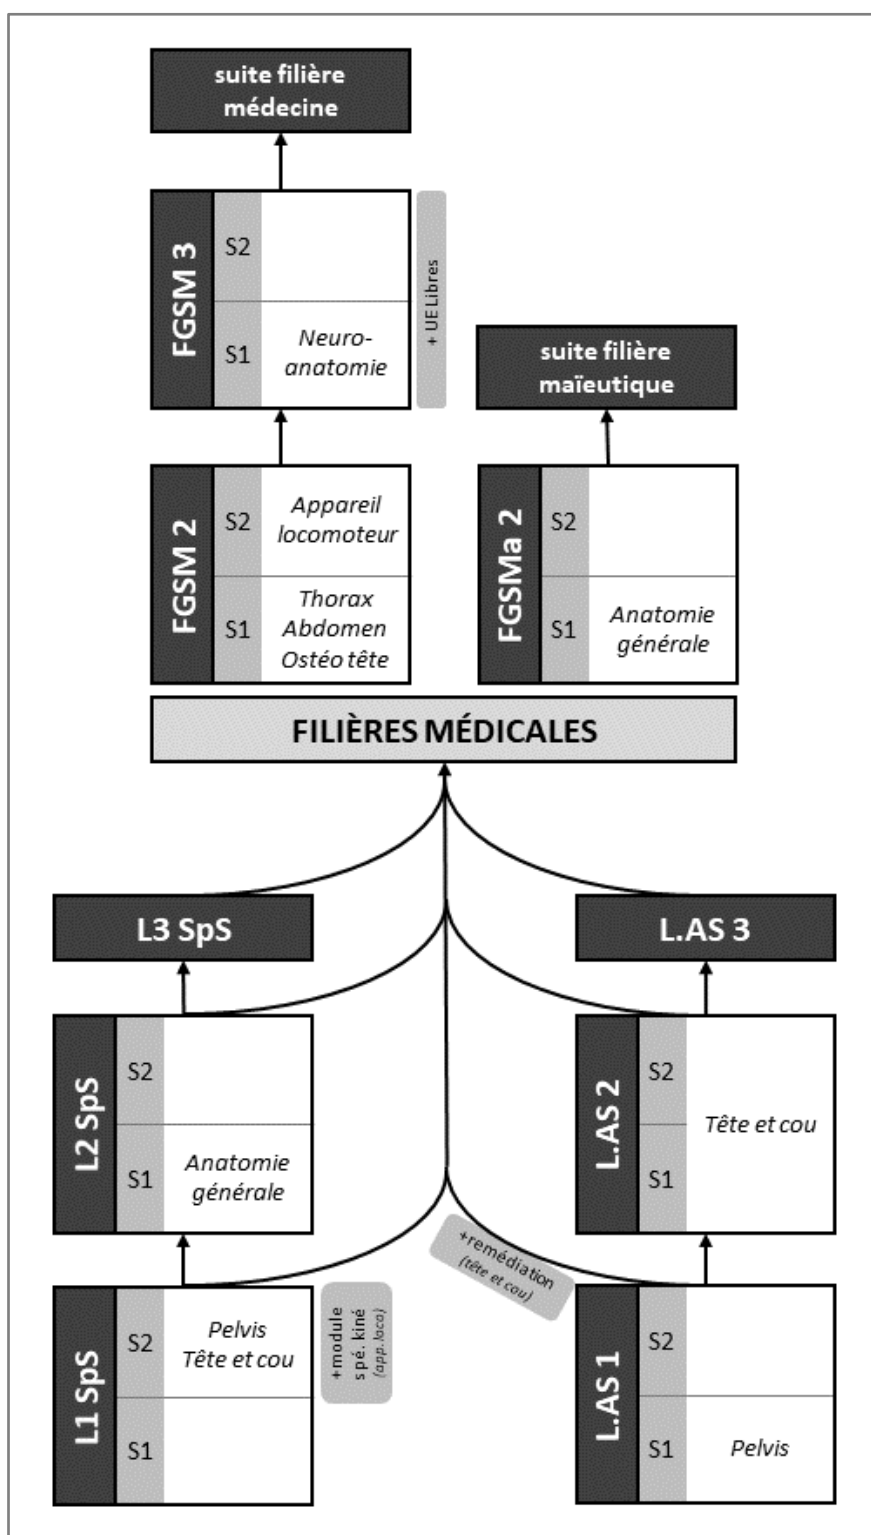 suite filière
médecine
FGSM 3
S2
S1
Neuro-
anatomie
+ UE Libres
suite filière
maïeutique
FGSM 2
S2
Appareil
locomoteur
S1
Thorax
Abdomen
Ostéo tête
FGSMa 2
S2
S1
Anatomie
générale
FILIÈRES MÉDICALES
L3 SpS
L.AS 3
L2 SpS
S2
S1
Anatomie
générale
L.AS 2
S2
S1
Tête et cou
L1 SpS
S2
Pelvis
Tête et cou
S1
+module
spé. kiné
(app.loco)
+remédiation
(tête et cou)
L.AS 1
S2
S1
Pelvis